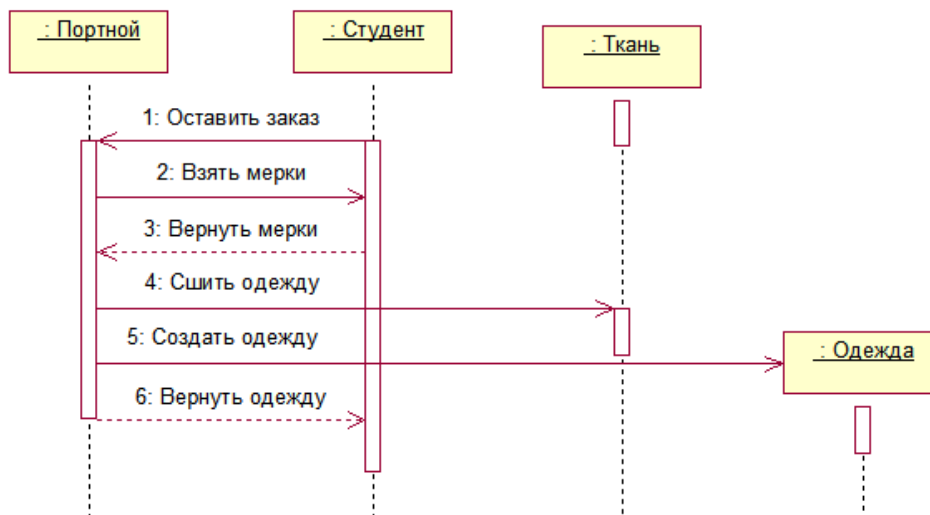 : Портной
: Студент
: Ткань
1: Оставить заказ
2: Взять мерки
3: Вернуть мерки
4: Сшить одежду
5: Создать одежду
: Одежда
6: Вернуть одежду